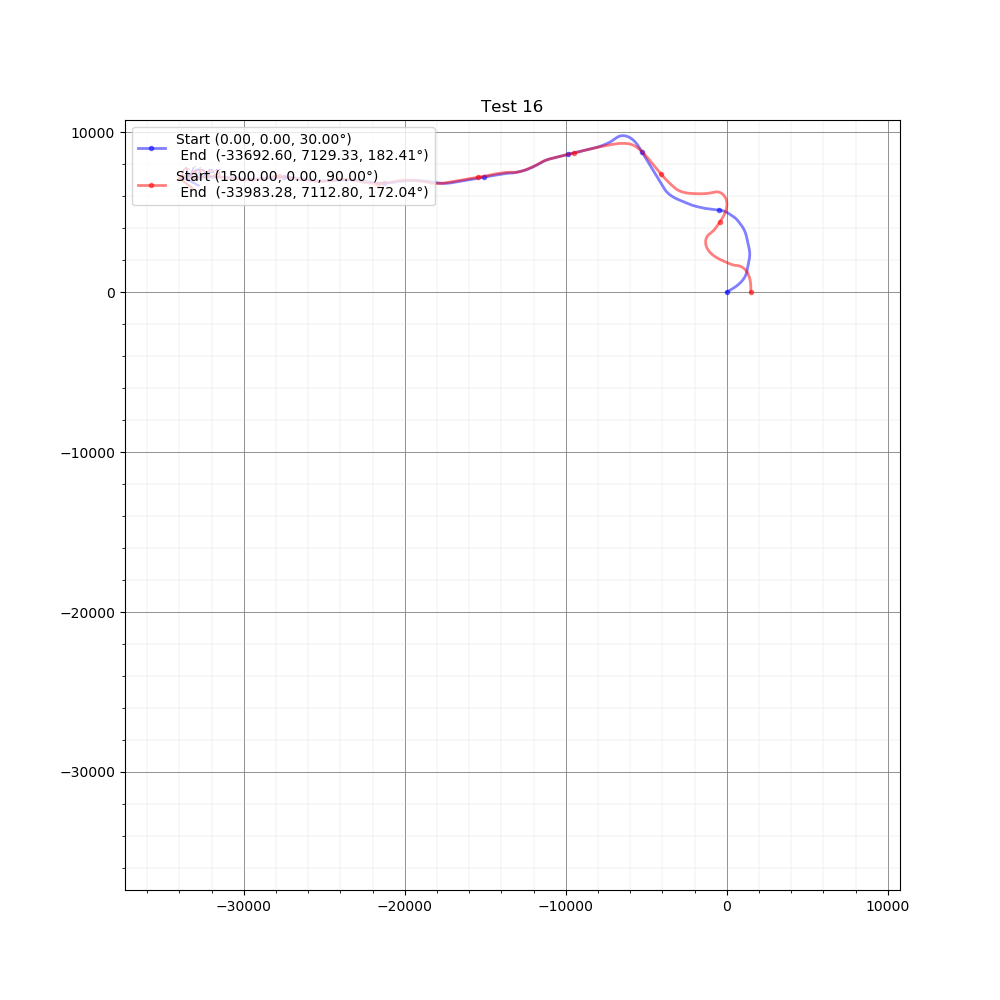 Test 16
Start (0.00, 0.00, 30.00°)
End (-33692.60, 7129.33, 182.41°)
Start (1500.00, 0.00, 90.00°)
End (-33983.28, 7112.80, 172.04°)
10000
0
−10000
−20000
−30000
−30000
−20000
−10000
0
10000